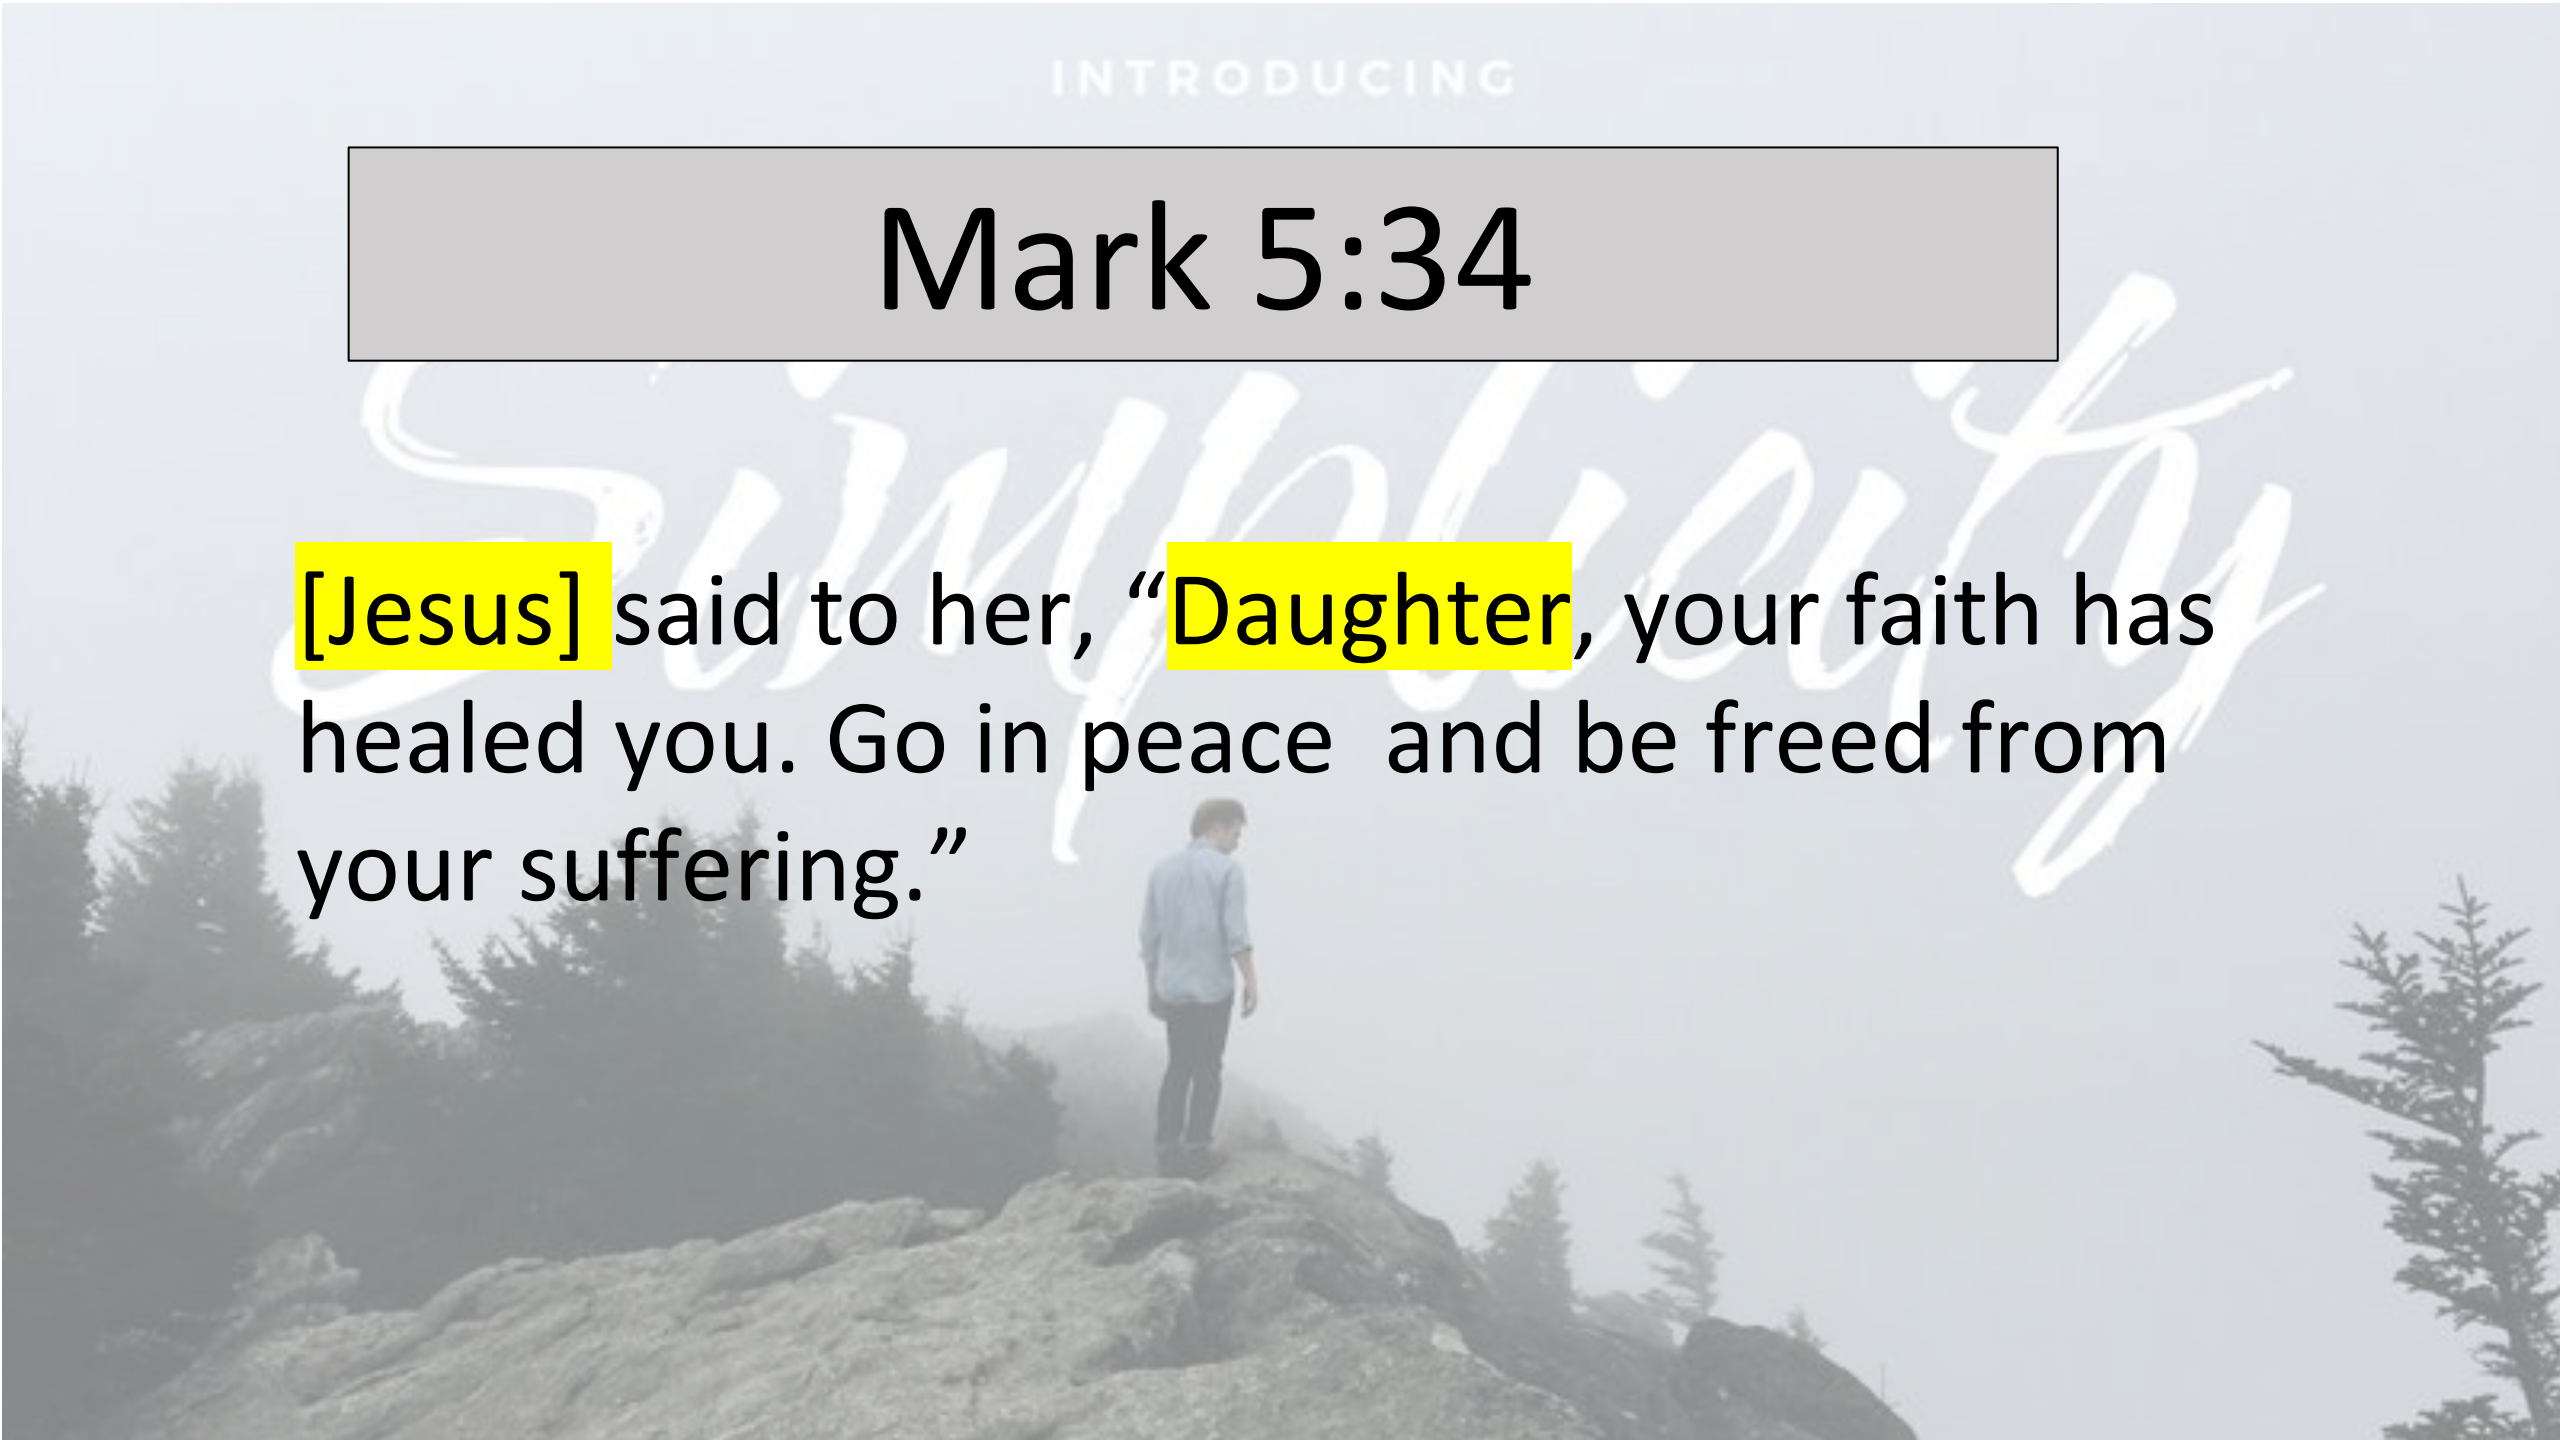 INTRODUCING
Mark 5:34
Simplicity
[Jesus] said to her, “Daughter, your faith has
healed you. Go in peace  and be freed from
your suffering.”